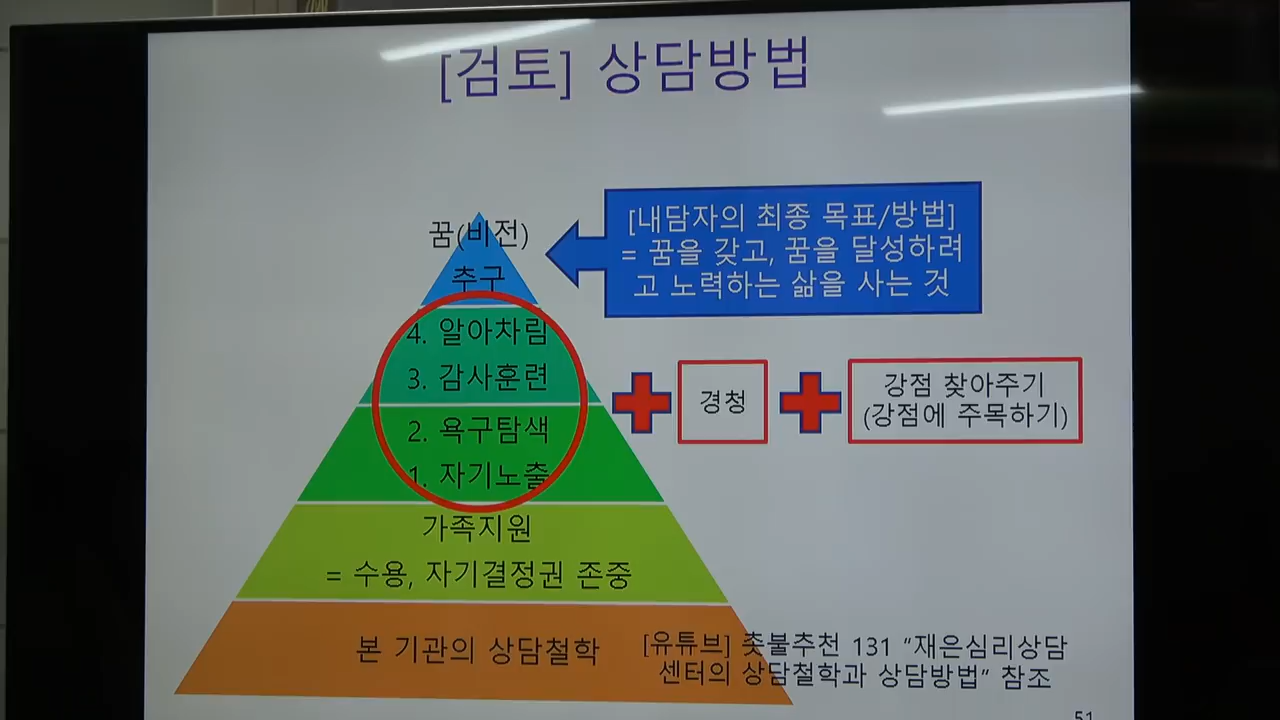 [검토] 상담방법
꿈(비전)
추구
[내담자의 최종 목표/방법]
= 꿈을 갖고, 꿈을 달성하려
고 노력하는 삶을 사는 것
4. 알아차림
3. 감사훈련
2. 욕구탐색
1. 자기노출
경청
강점 찾아주기
(강점에 주목하기)
가족지원
= 수용, 자기결정권 존중
본 기관의 상담철학
[유튜브] 촛불추천 131 “재은심리상담
센터의 상담철학과 상담방법” 참조
51